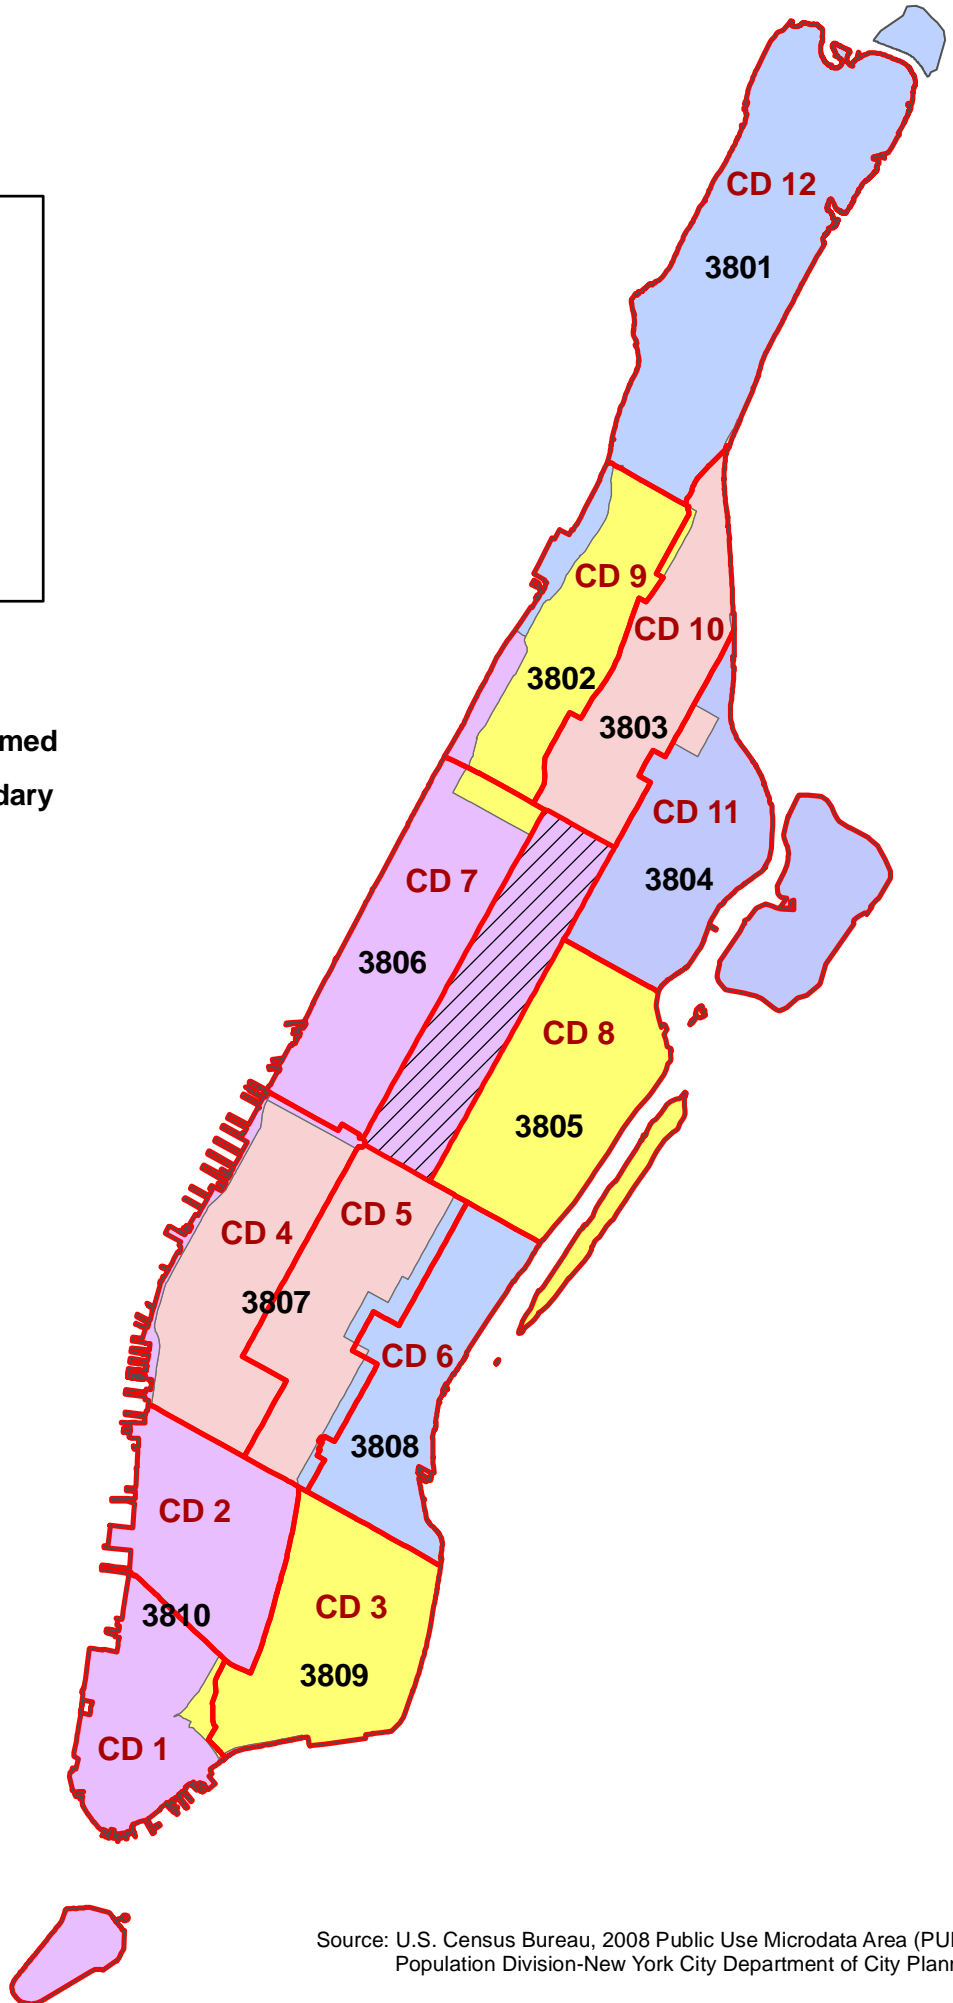 CD 12
3801
CD 9
CD 10
3802
3803
CD 11
CD 7
3804
3806
CD 8
3805
CD 5
CD 4
3807
CD 6
3808
CD 2
CD 3
3810
3809
CD 1
med
dary
Source: U.S. Census Bureau, 2008 Public Use Microdata Area (PU
Population Division-New York City Department of City Plan